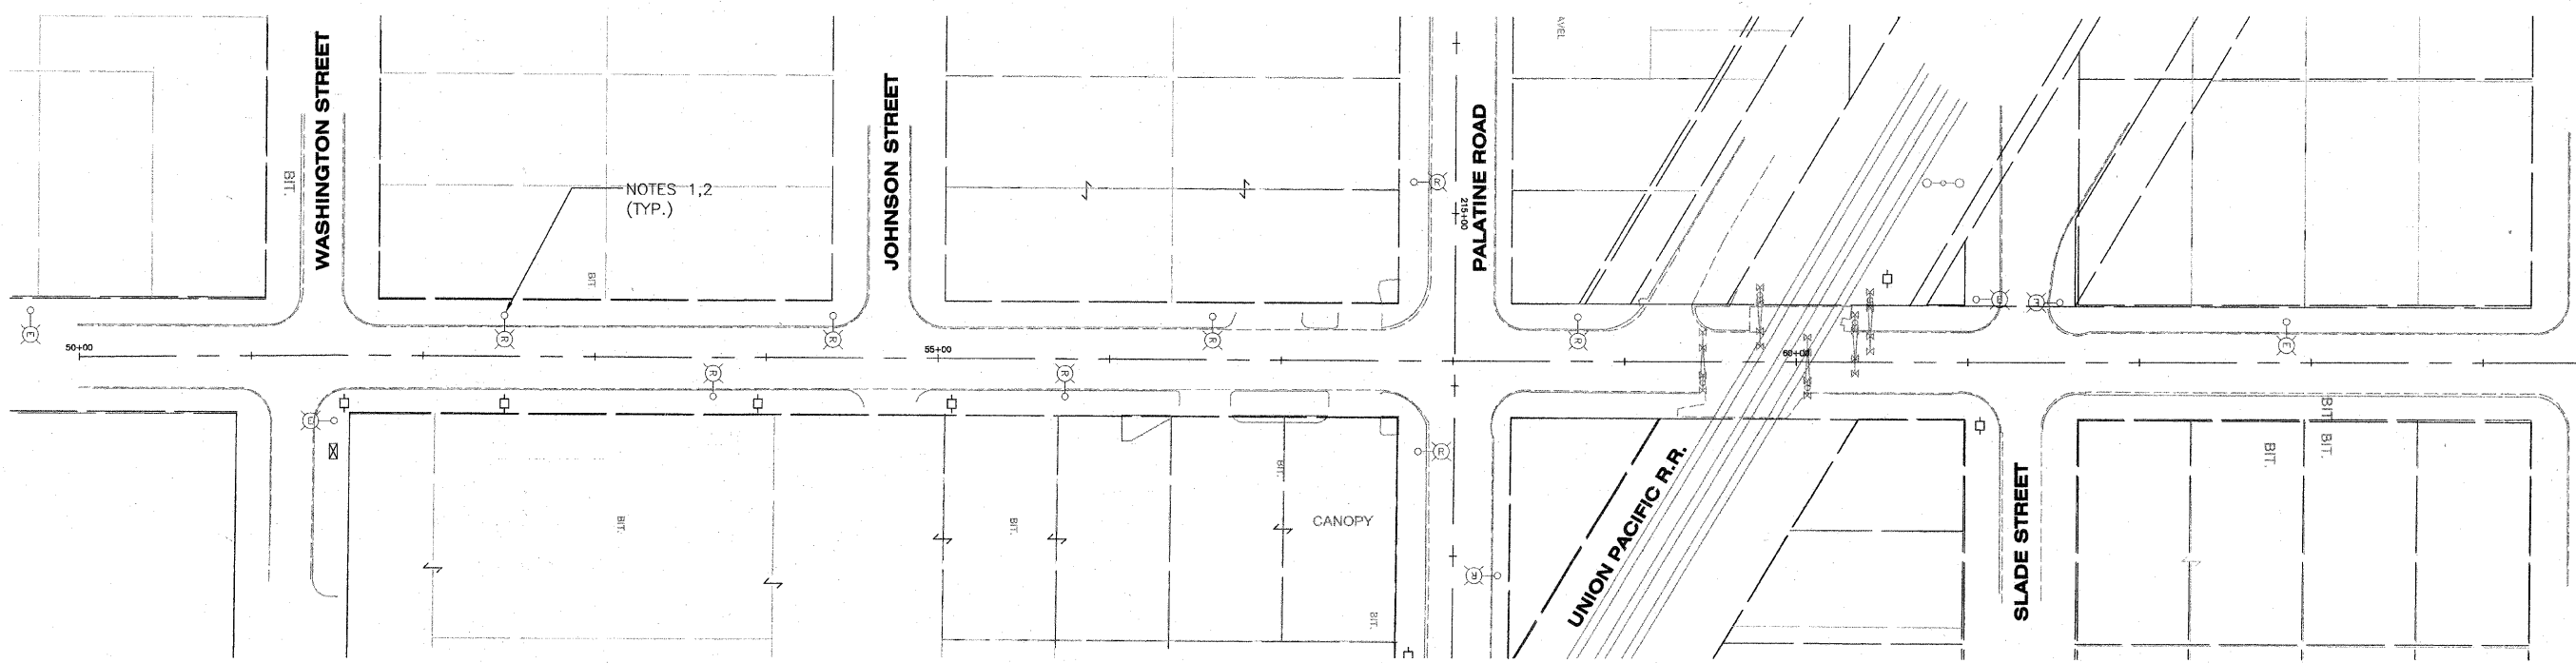 WASHINGTON STREET
JOHNSON STREET
PALATINE ROAD
AVEL
BIT.
NOTES 1,2
(TYP.)
BIT.
R
215+00
E
R
R
R
R
E
50+00
55+00
60+00
R
R
E
BIT.
BIT.
BIT.
BIT.
R
BIT.
BIT.
CANOPY
R
BIT.
UNION PACIFIC R.R.
SLADE STREET